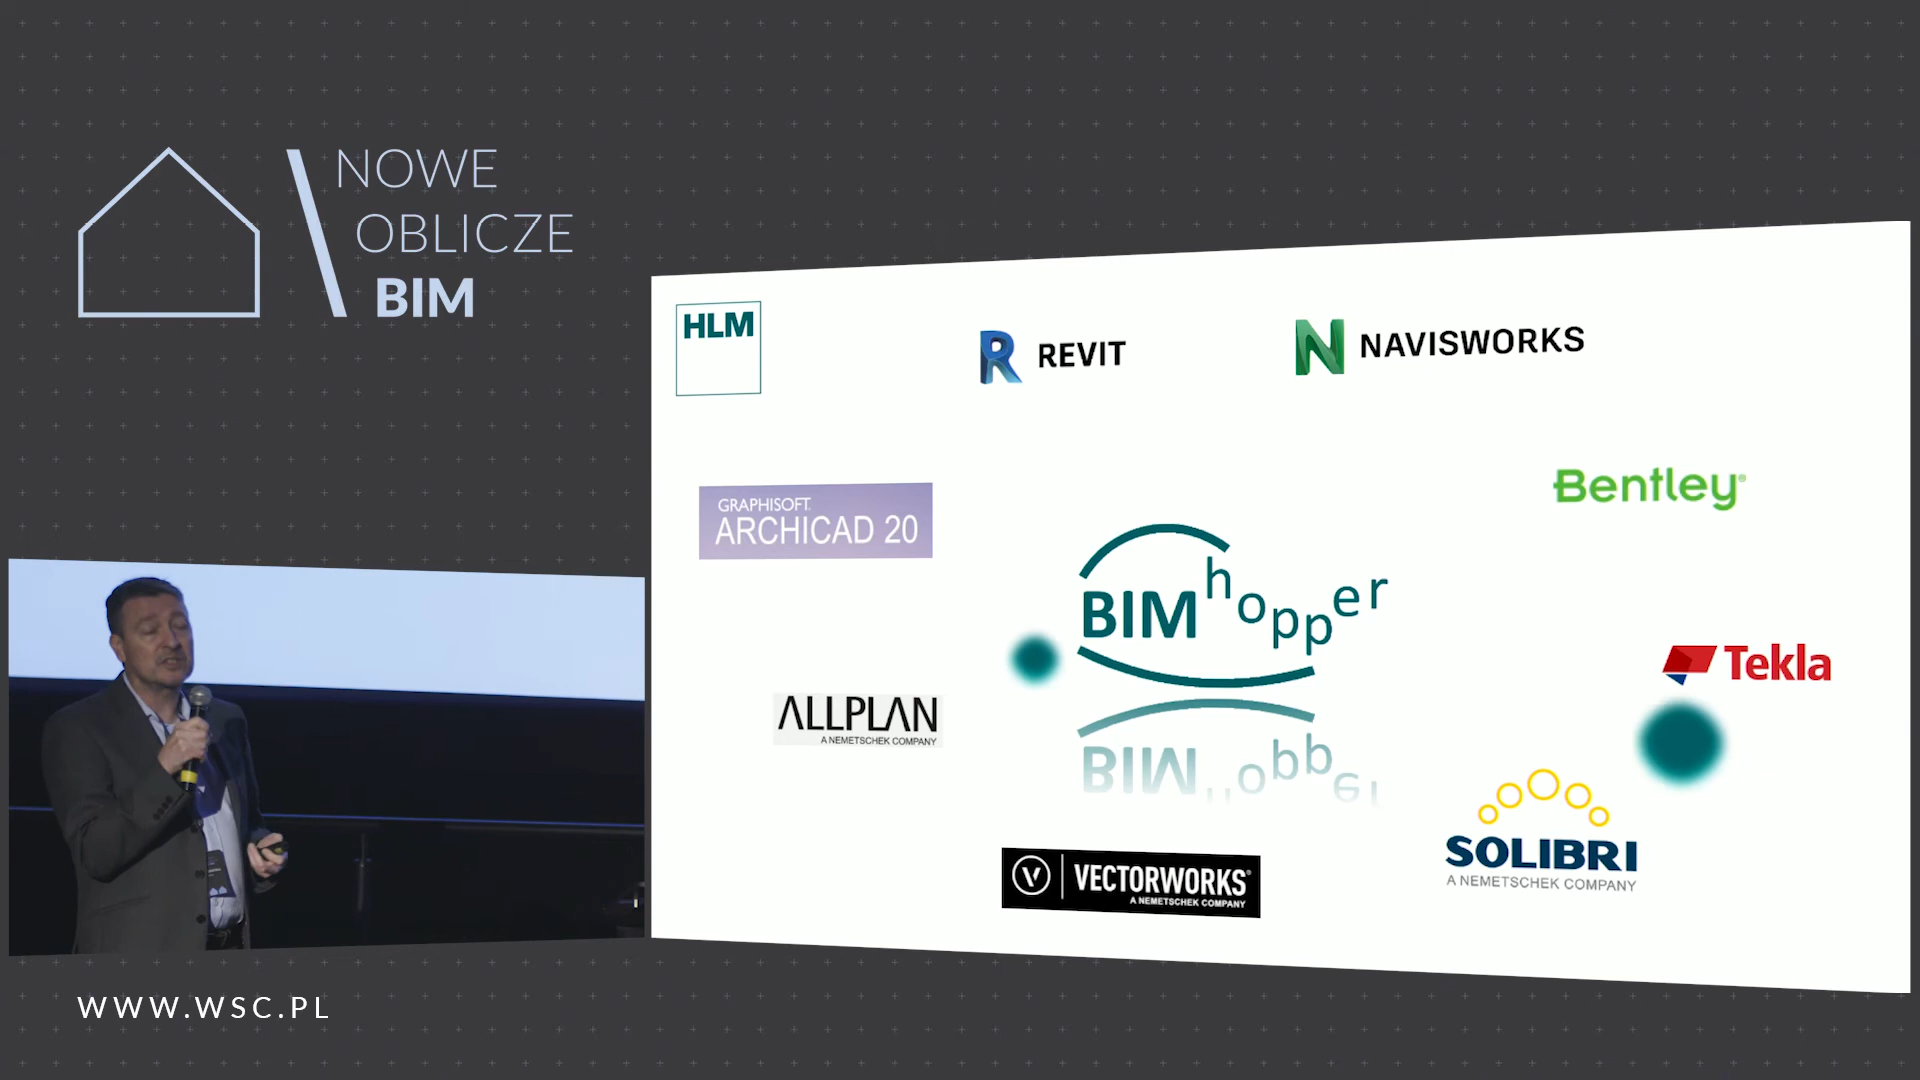 NOWE
OBLICZE
BIM
HLM
REVIT
NAVISWORKS
GRAPHISOFT
ARCHICAD 20
Bentley®
BIMhopper
Tekla
ALLPLAN
A NEMETSCHEK COMPANY
BIMhopper
SOLIBRI
A NEMETSCHEK COMPANY
VECTORWORKS®
A NEMETSCHEK COMPANY
WWW.WSC.PL